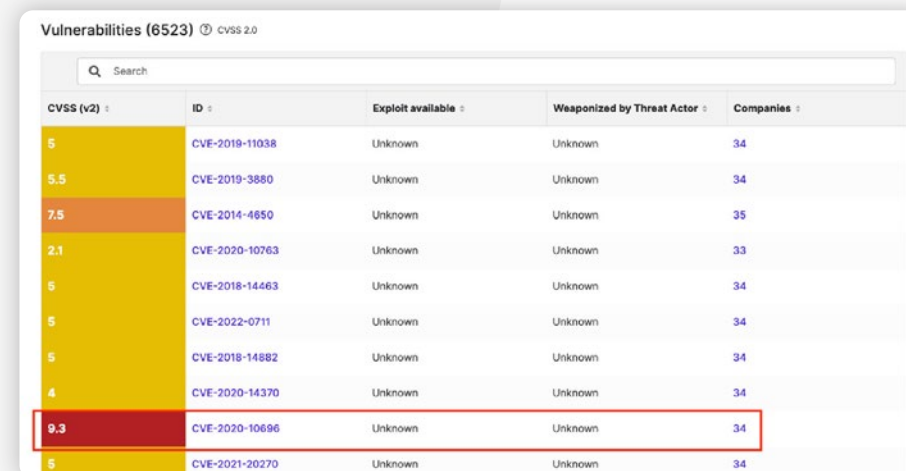 Vulnerabilities (6523) ? CVSS 2.0
Search
CVSS (v2) ID Exploit available Weaponized by Threat Actor Companies
5 CVE-2019-11038 Unknown Unknown 34
5.5 CVE-2019-3880 Unknown Unknown 34
7.5 CVE-2014-4650 Unknown Unknown 35
2.1 CVE-2020-10763 Unknown Unknown 33
5 CVE-2018-14463 Unknown Unknown 34
5 CVE-2022-0711 Unknown Unknown 34
5 CVE-2018-14882 Unknown Unknown 34
4 CVE-2020-14370 Unknown Unknown 34
9.3 CVE-2020-10696 Unknown Unknown 34
5 CVE-2021-20270 Unknown Unknown 34